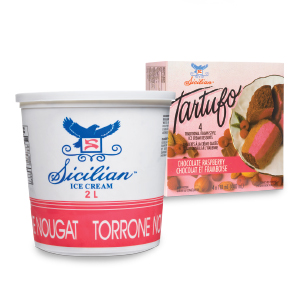 Sicilian
ICE CREAM
2 L
E NOUGAT TORRONE NO
Sicilian
Tartufo
4
CHOCOLATE RASPBERRY
CHOCOLAT ET FRAMBOISE